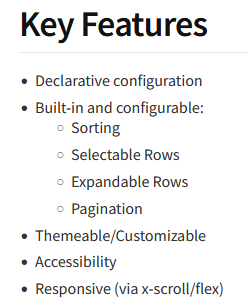 Key Features
Declarative configuration
Built-in and configurable:
Sorting
Selectable Rows
Expandable Rows
Pagination
Themeable/Customizable
Accessibility
Responsive (via x-scroll/flex)